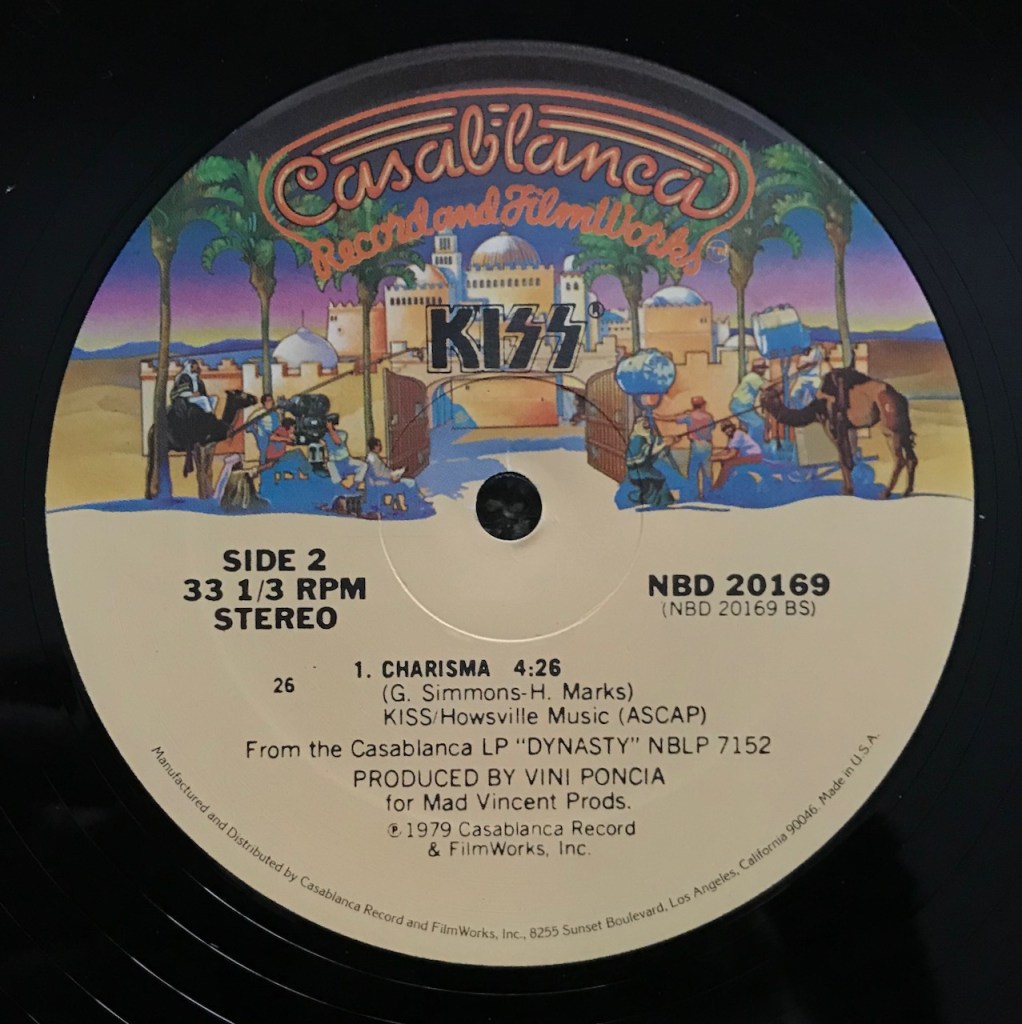 Casablanca
Record and FilmWorks TM
KISS®
SIDE 2
33 1/3 RPM
STEREO
NBD 20169
(NBD 20169 BS)
26
1. CHARISMA 4:26
(G. Simmons-H. Marks)
KISS/Howsville Music (ASCAP)
From the Casablanca LP "DYNASTY" NBLP 7152
PRODUCED BY VINI PONCIA
for Mad Vincent Prods.
℗ 1979 Casablanca Record
& FilmWorks, Inc.
Manufactured and Distributed by Casablanca Record and FilmWorks, Inc., 8255 Sunset Boulevard, Los Angeles, California 90046. Made in U.S.A.